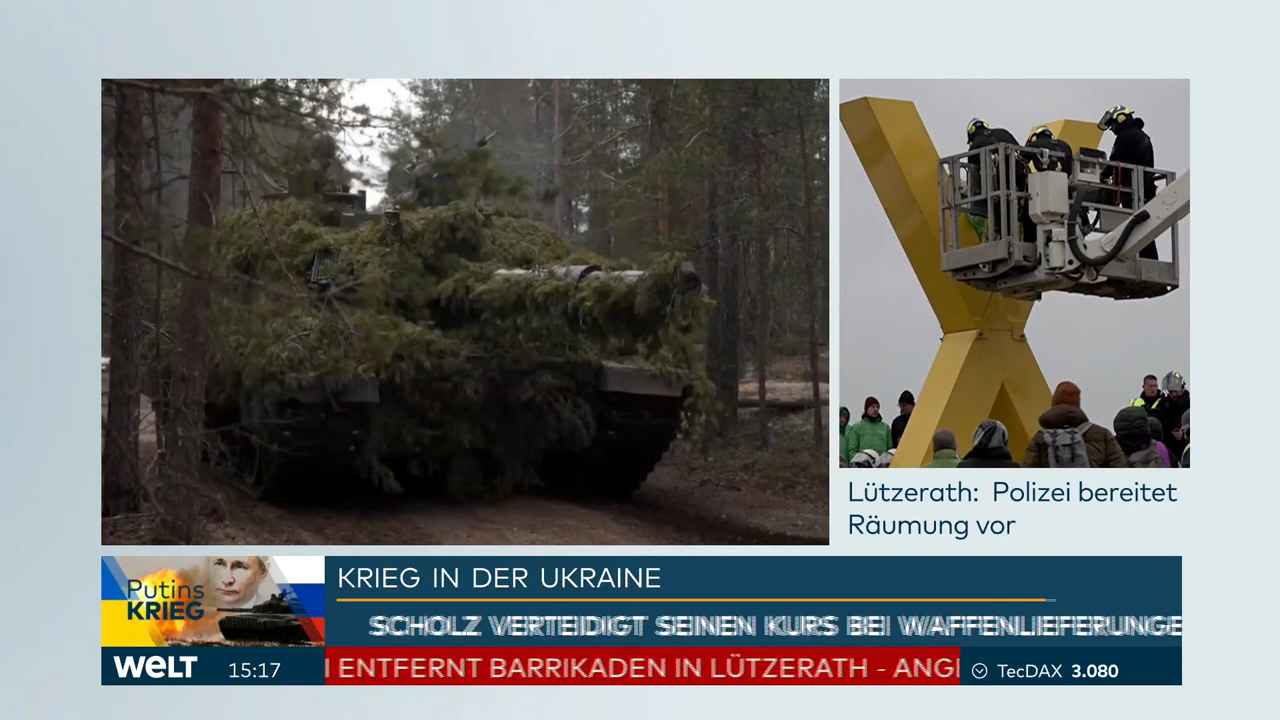 Lützerath: Polizei bereitet
Räumung vor
Putins
KRIEG
KRIEG IN DER UKRAINE
SCHOLZ VERTEIDIGT SEINEN KURS BEI WAFFENLIEFERUNGE
welt 15:17
ENTFERNT BARRIKADEN IN LÜTZERATH - ANG
TecDAX 3.080